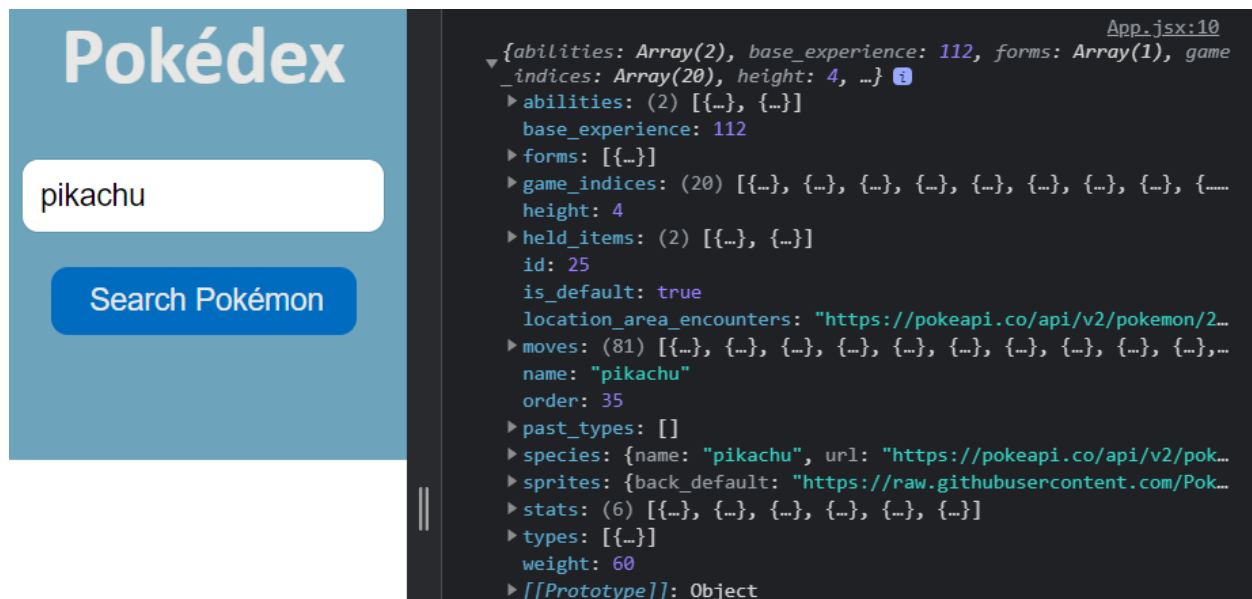 Pokédex
pikachu
Search Pokémon
App.jsx:10
{abilities: Array(2), base_experience: 112, forms: Array(1), game
_indices: Array(20), height: 4, …} i
abilities: (2) [{…}, {…}]
base_experience: 112
forms: [{…}]
game_indices: (20) [{…}, {…}, {…}, {…}, {…}, {…}, {…}, {…}, {……
height: 4
held_items: (2) [{…}, {…}]
id: 25
is_default: true
location_area_encounters: "https://pokeapi.co/api/v2/pokemon/2…
moves: (81) [{…}, {…}, {…}, {…}, {…}, {…}, {…}, {…}, {…}, {…},…
name: "pikachu"
order: 35
past_types: []
species: {name: "pikachu", url: "https://pokeapi.co/api/v2/pok…
sprites: {back_default: "https://raw.githubusercontent.com/Pok…
stats: (6) [{…}, {…}, {…}, {…}, {…}, {…}]
types: [{…}]
weight: 60
[[Prototype]]: Object